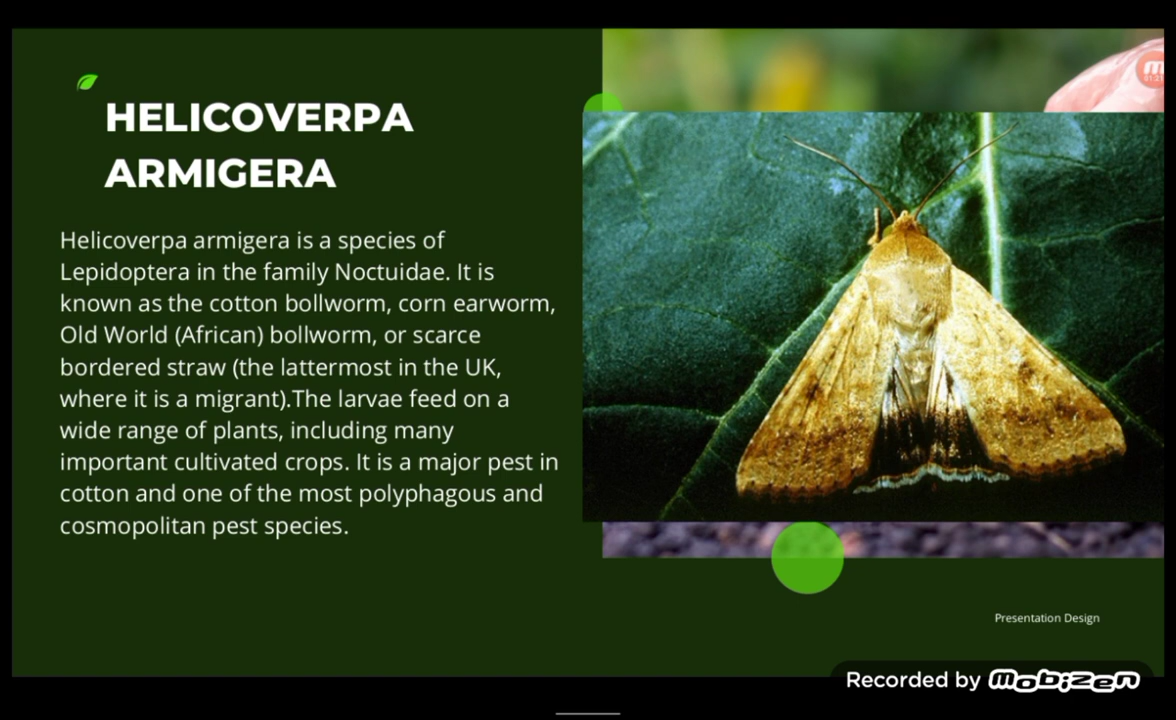 HELICOVERPA
ARMIGERA
Helicoverpa armigera is a species of
Lepidoptera in the family Noctuidae. It is
known as the cotton bollworm, corn earworm,
Old World (African) bollworm, or scarce
bordered straw (the lattermost in the UK,
where it is a migrant).The larvae feed on a
wide range of plants, including many
important cultivated crops. It is a major pest in
cotton and one of the most polyphagous and
cosmopolitan pest species.
Presentation Design
Recorded by mobizen